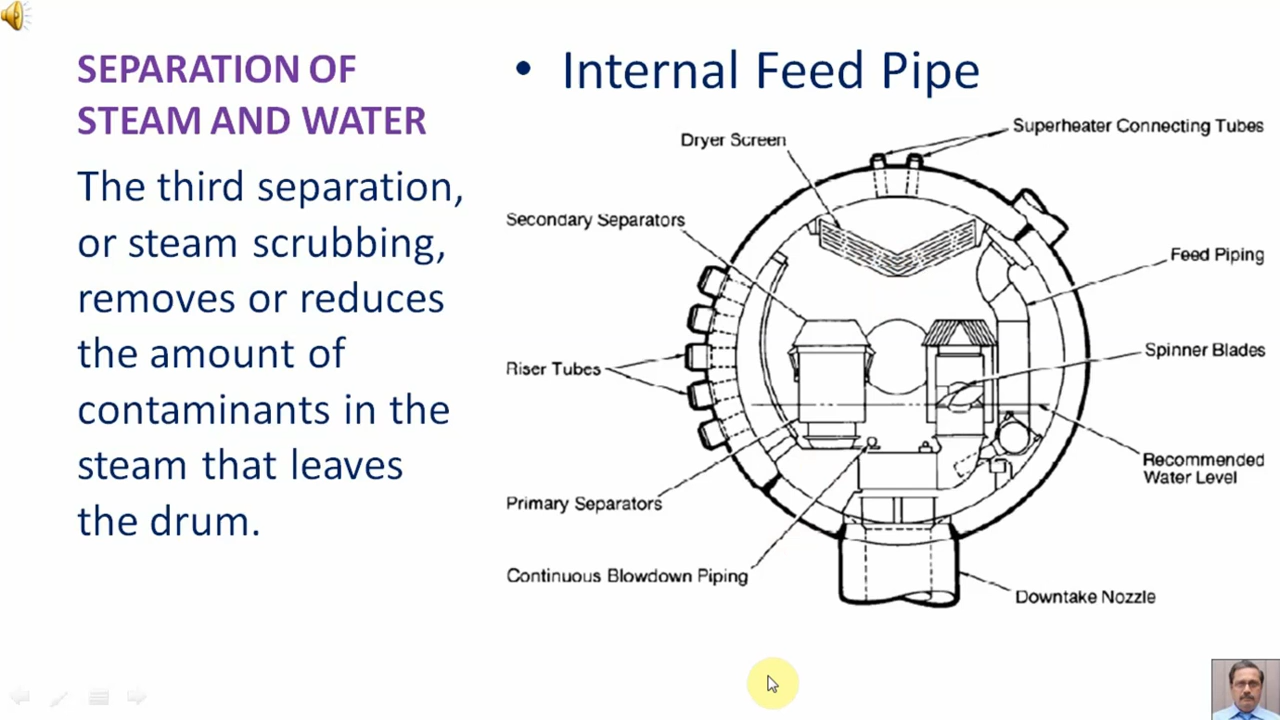 SEPARATION OF
STEAM AND WATER
The third separation,
or steam scrubbing,
removes or reduces
the amount of
contaminants in the
steam that leaves
the drum.
• Internal Feed Pipe
Superheater Connecting Tubes
Dryer Screen
Secondary Separators
Feed Piping
Spinner Blades
Riser Tubes
Recommended
Water Level
Primary Separators
Continuous Blowdown Piping
Downtake Nozzle